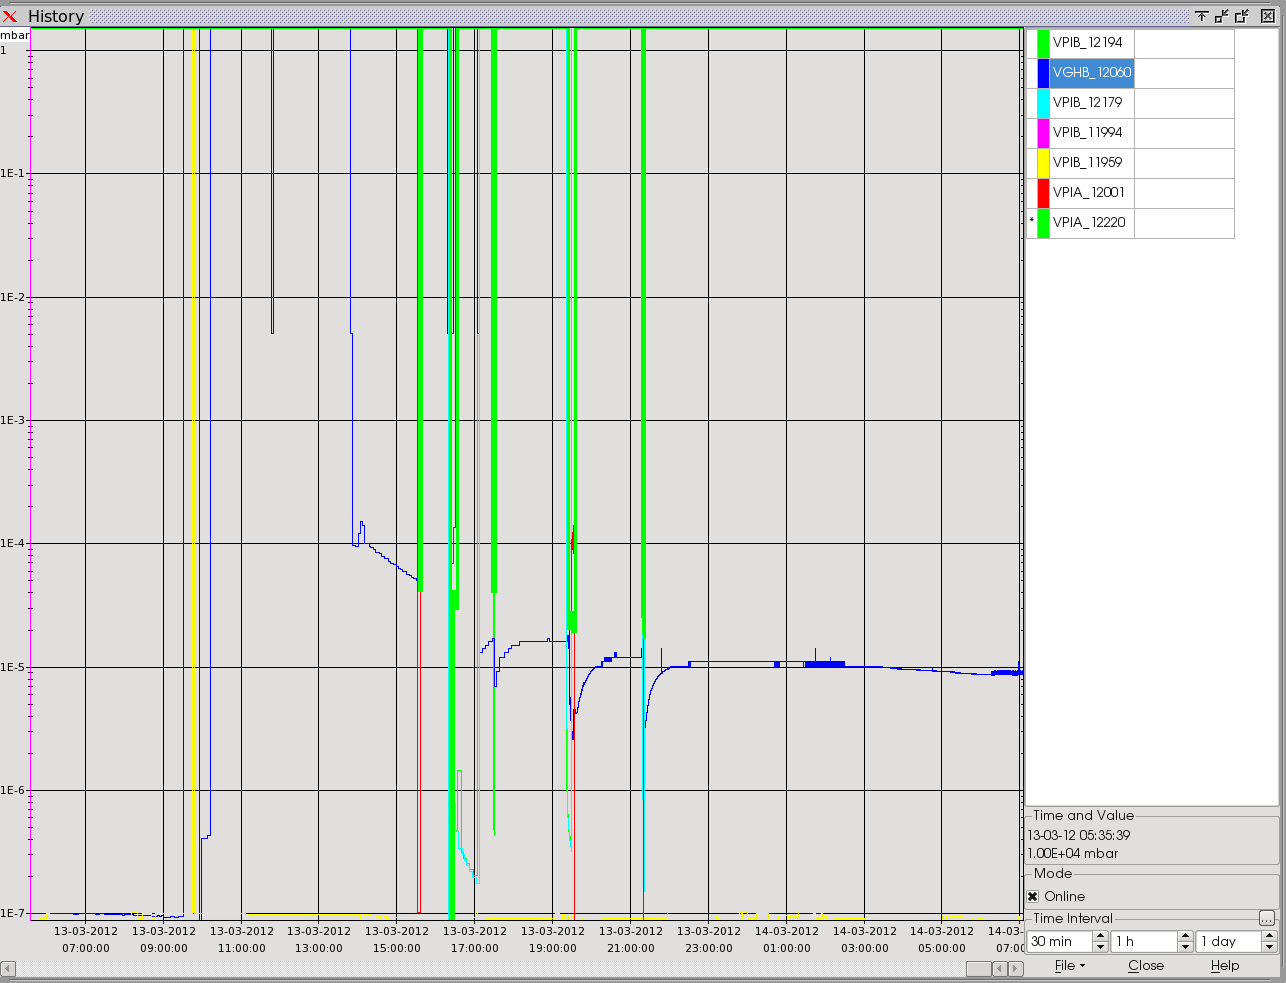 History
mbar
1
1E-1
1E-2
1E-3
1E-4
1E-5
1E-6
1E-7
13-03-2012 13-03-2012 13-03-2012 13-03-2012 13-03-2012 13-03-2012 13-03-2012 13-03-2012 13-03-2012 14-03-2012 14-03-2012 14-03-2012 14-03-
07:00:00 09:00:00 11:00:00 13:00:00 15:00:00 17:00:00 19:00:00 21:00:00 23:00:00 01:00:00 03:00:00 05:00:00 07:0
VPIB_12194
VGHB_12060
VPIB_12179
VPIB_11994
VPIB_11959
VPIA_12001
* VPIA_12220
Time and Value
13-03-12 05:35:39
1.00E+04 mbar
Mode
Online
Time Interval ...
30 min 1 h 1 day
File Close Help